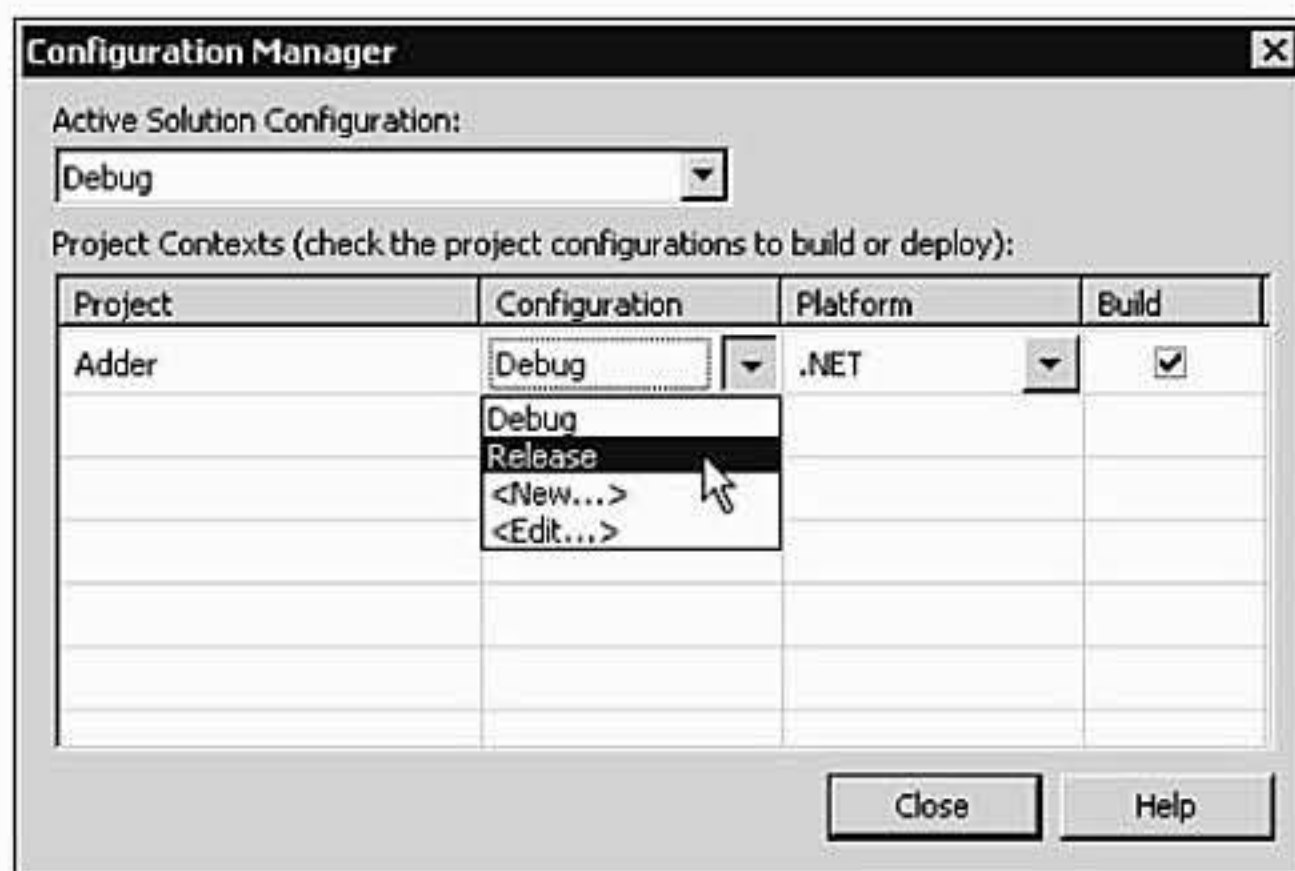 Configuration Manager
Active Solution Configuration:
Debug
Project Contexts (check the project configurations to build or deploy):
Project Configuration Platform Build
Adder Debug .NET
Debug
Release
<New...>
<Edit...>
Close Help